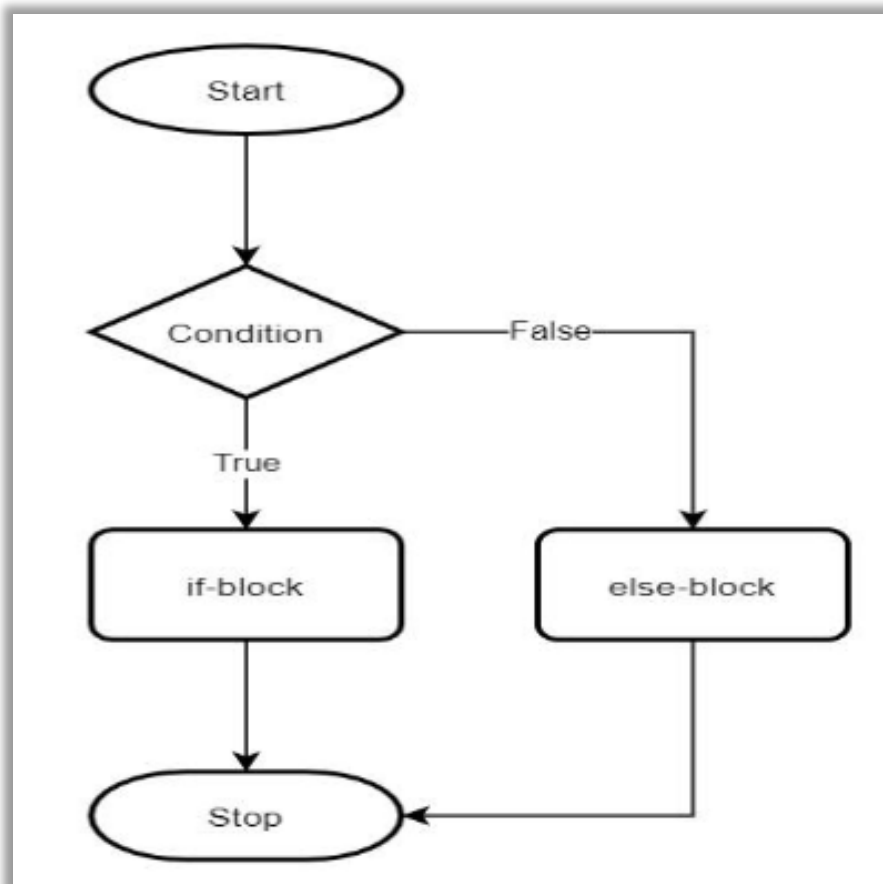 Start
Condition
False
True
if-block
else-block
Stop